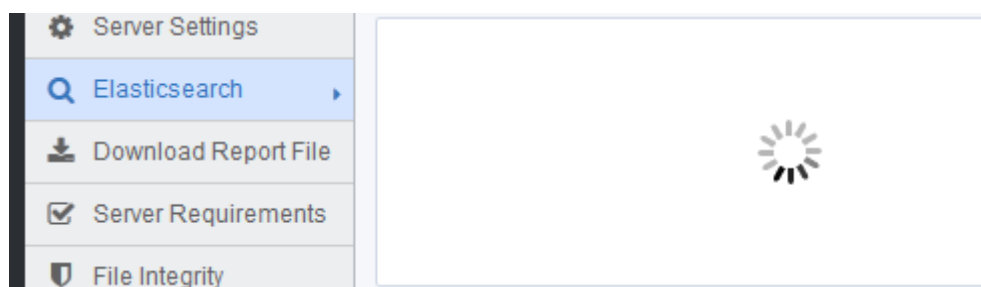 Server Settings
Elasticsearch
Download Report File
Server Requirements
File Integrity